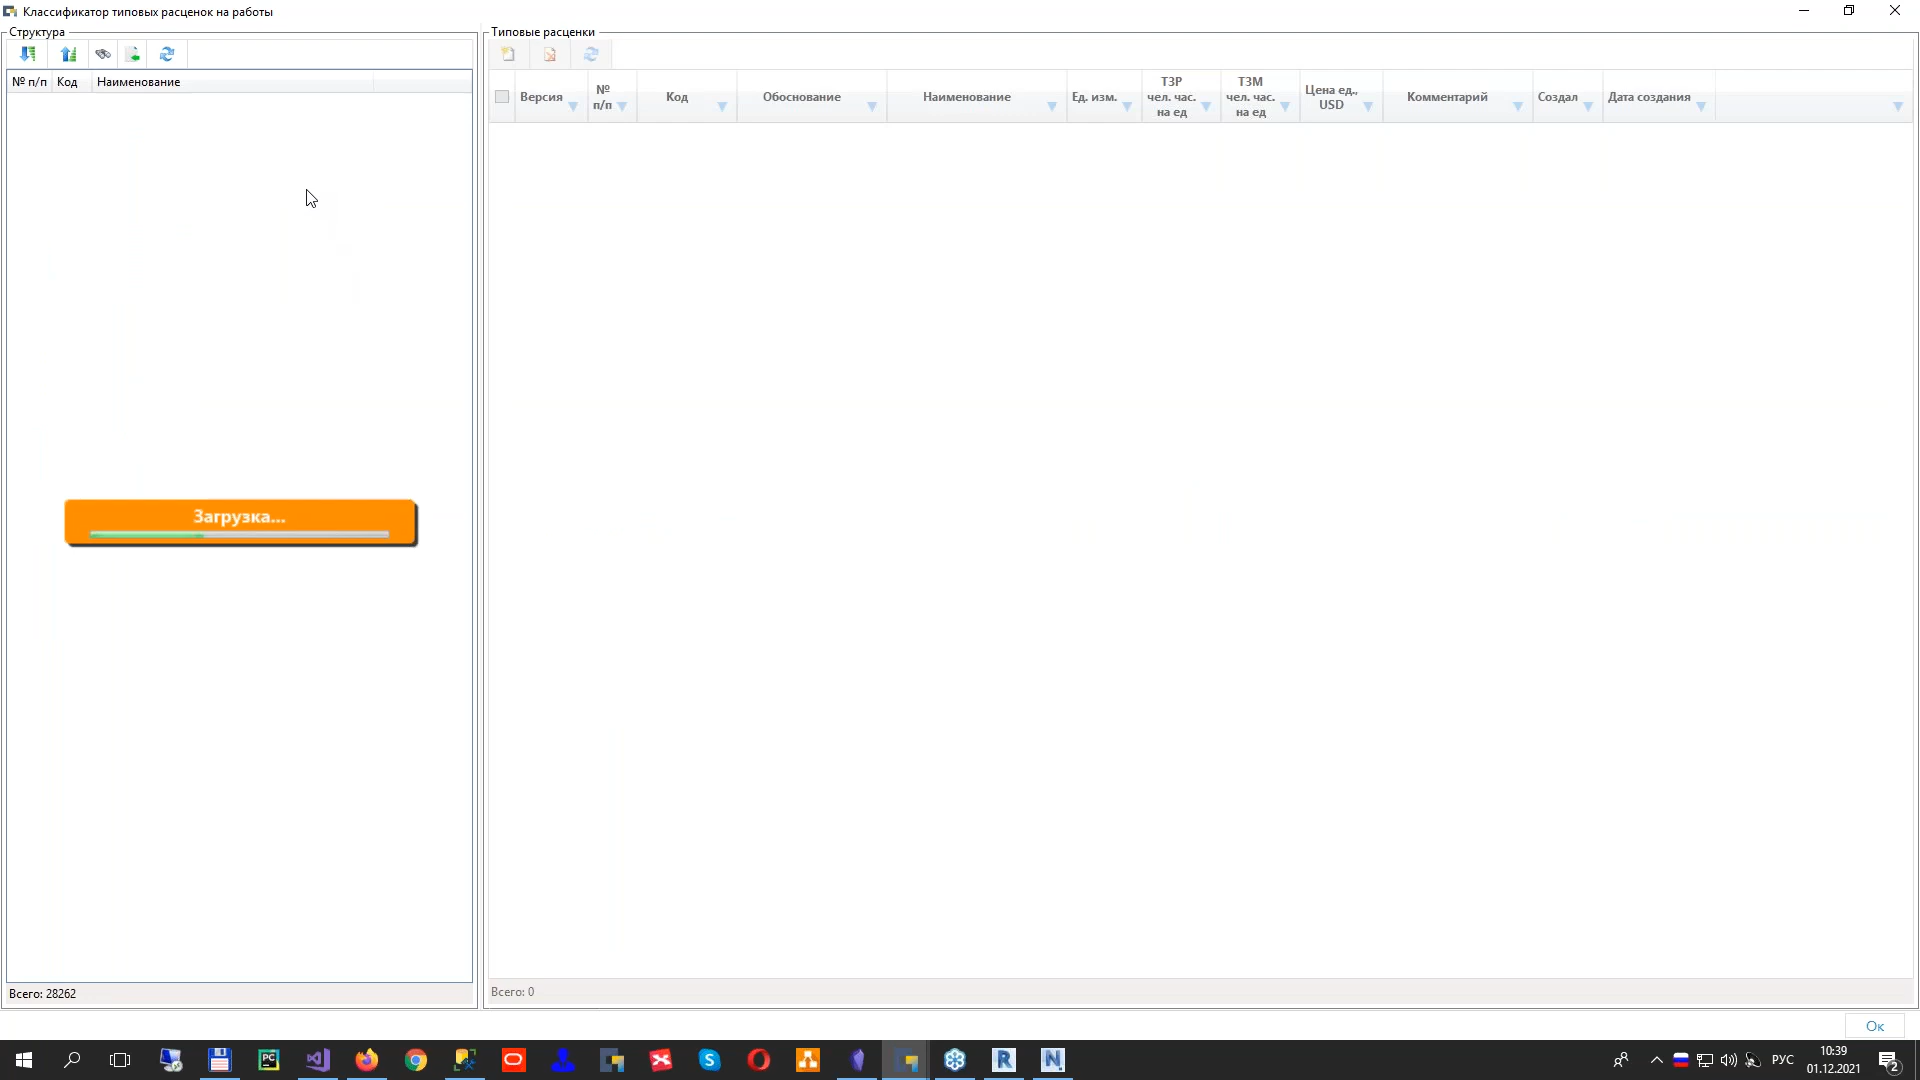 Классификатор типовых расценок на работы
Структура
№ п/п Код Наименование
Загрузка...
Всего: 28262
Типовые расценки
Версия
№
п/п
Код
Обоснование
Наименование
Ед. изм.
ТЗР
чел. час.
на ед
ТЗМ
чел. час.
на ед
Цена ед.,
USD
Комментарий
Создал
Дата создания
Всего: 0
Ок
PC
S
R
N
РУС
10:39
01.12.2021
2